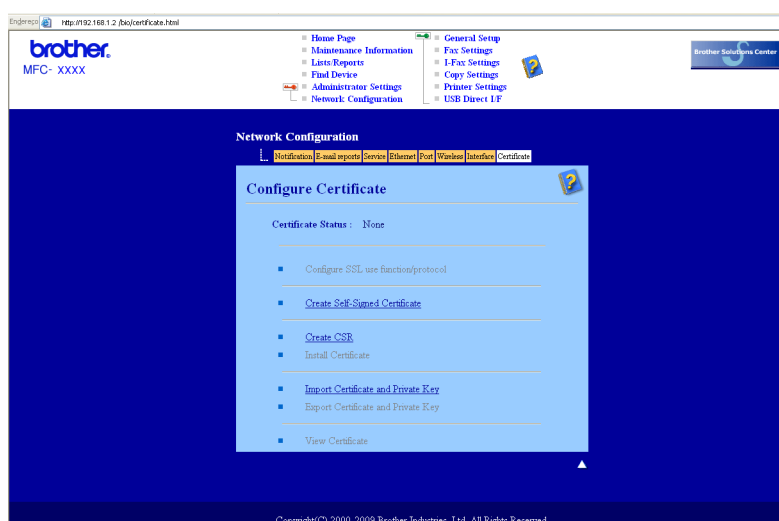 Endereço http://192.168.1.2 /bio/certificate.html
brother.
MFC- XXXX
Home Page
Maintenance Information
Lists/Reports
Find Device
Administrator Settings
Network Configuration
General Setup
Fax Settings
I-Fax Settings
Copy Settings
Printer Settings
USB Direct I/F
Brother Solutions Center
Network Configuration
Notification E-mail reports Service Ethernet Port Wireless Interface Certificate
Configure Certificate
Certificate Status : None
Configure SSL use function/protocol
Create Self-Signed Certificate
Create CSR
Install Certificate
Import Certificate and Private Key
Export Certificate and Private Key
View Certificate
Copyright(C) 2000-2009 Brother Industries, Ltd. All Rights Reserved.